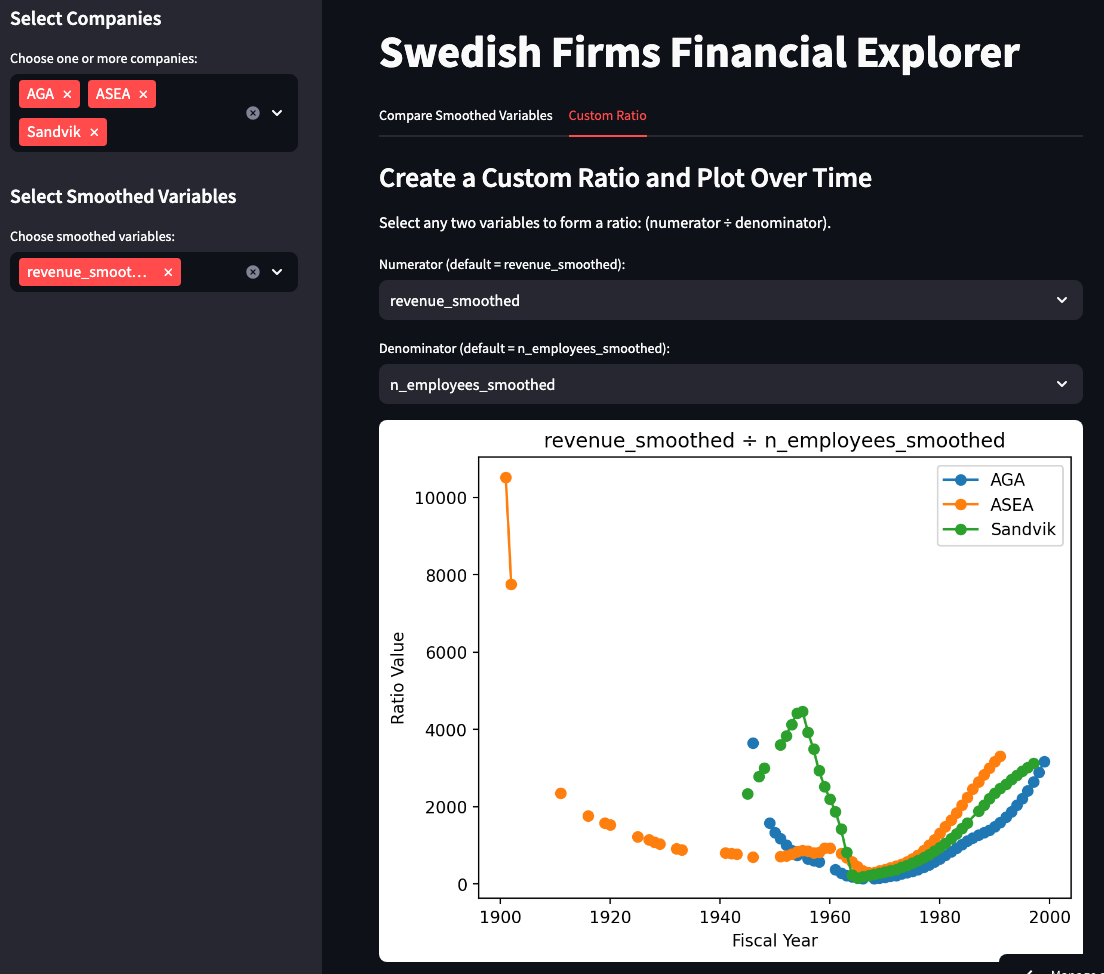 Select Companies
Choose one or more companies:
AGA ×
ASEA ×
Sandvik ×
Select Smoothed Variables
Choose smoothed variables:
revenue_smoot... ×
Swedish Firms Financial Explorer
Compare Smoothed Variables
Custom Ratio
Create a Custom Ratio and Plot Over Time
Select any two variables to form a ratio: (numerator ÷ denominator).
Numerator (default = revenue_smoothed):
revenue_smoothed
Denominator (default = n_employees_smoothed):
n_employees_smoothed
revenue_smoothed ÷ n_employees_smoothed
AGA
ASEA
Sandvik
Ratio Value
10000
8000
6000
4000
2000
0
1900 1920 1940 1960 1980 2000
Fiscal Year